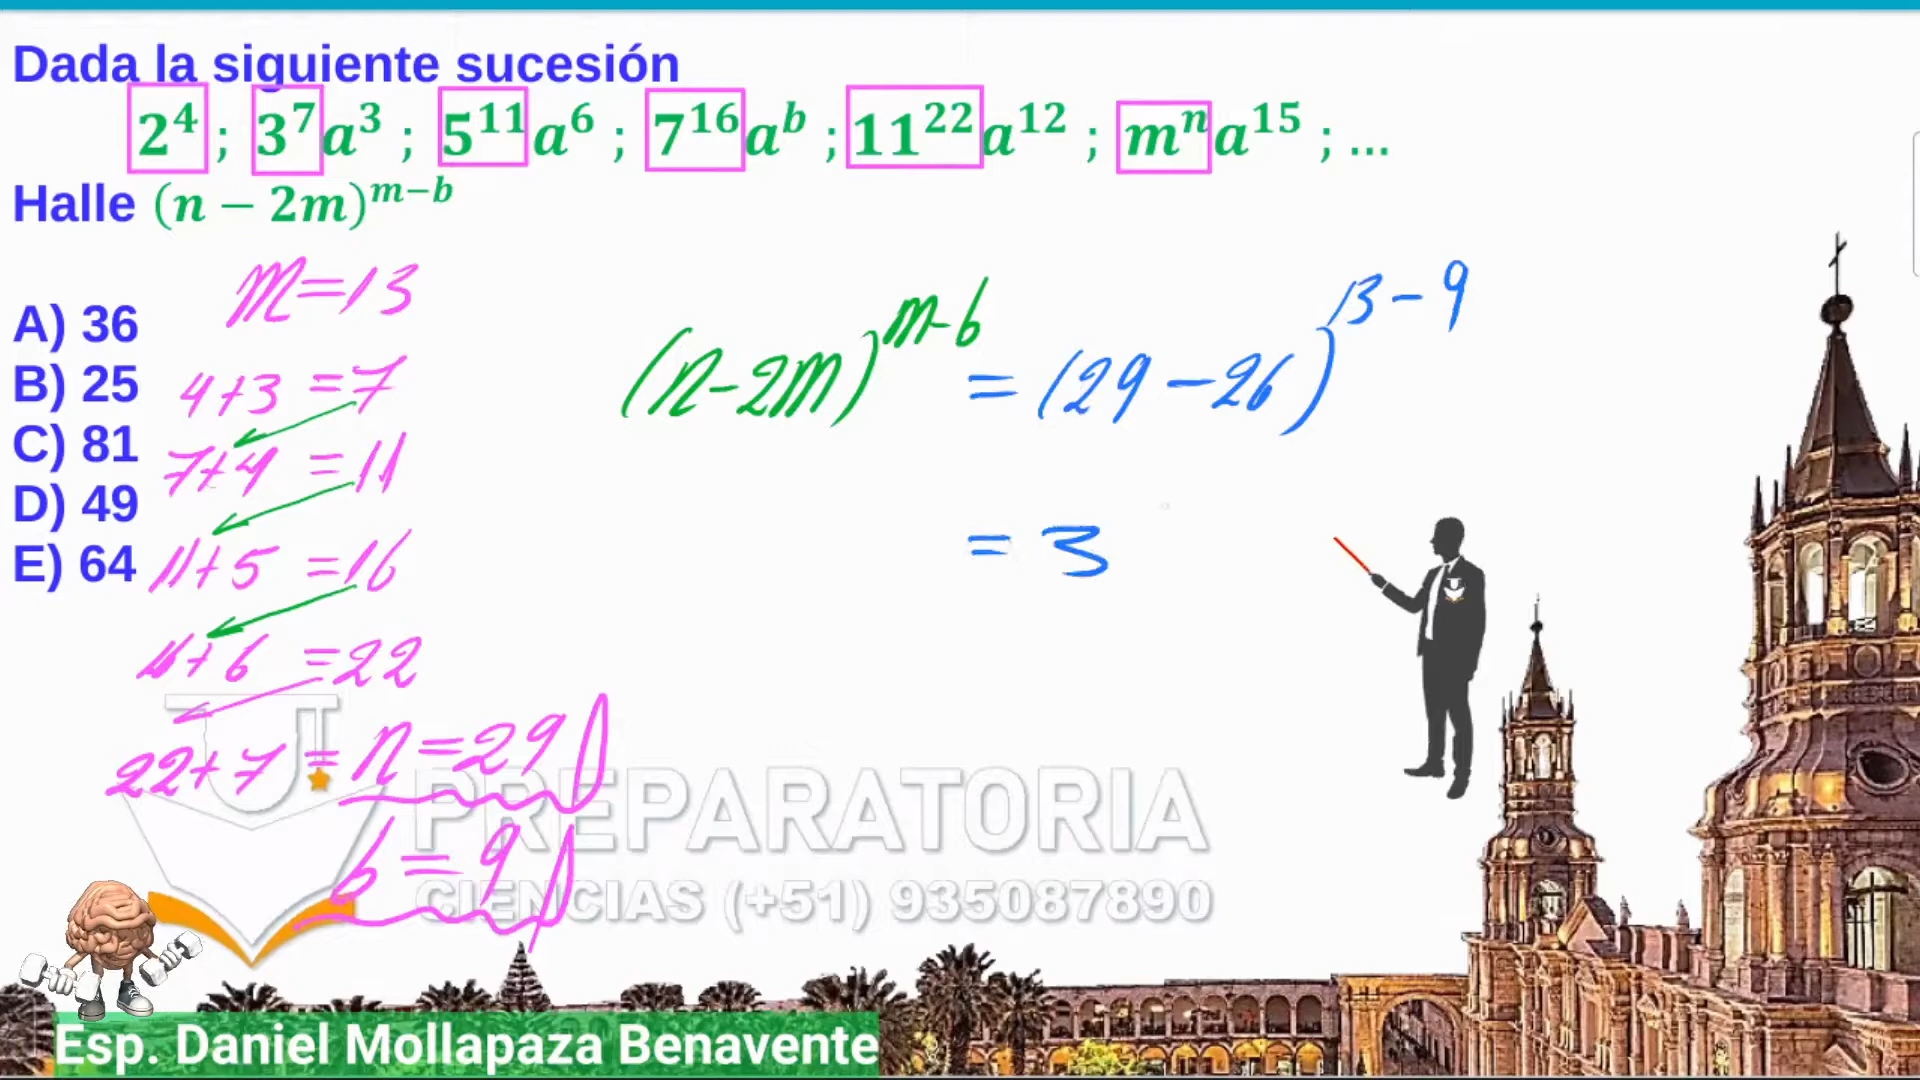 Dada la siguiente sucesión
2⁴ ; 3⁷a³ ; 5¹¹a⁶ ; 7¹⁶aᵇ ; 11²²a¹² ; mⁿa¹⁵ ; ...
Halle (n − 2m)^{m−b}
A) 36
B) 25
C) 81
D) 49
E) 64
m=13
4+3 =7
7+4 =11
11+5 =16
+6 =22
22+7 = n=29
b=9
(n-2m)^{m-b} = (29-26)^{13-9}
= 3
PREPARATORIA
CIENCIAS (+51) 935087890
Esp. Daniel Mollapaza Benavente